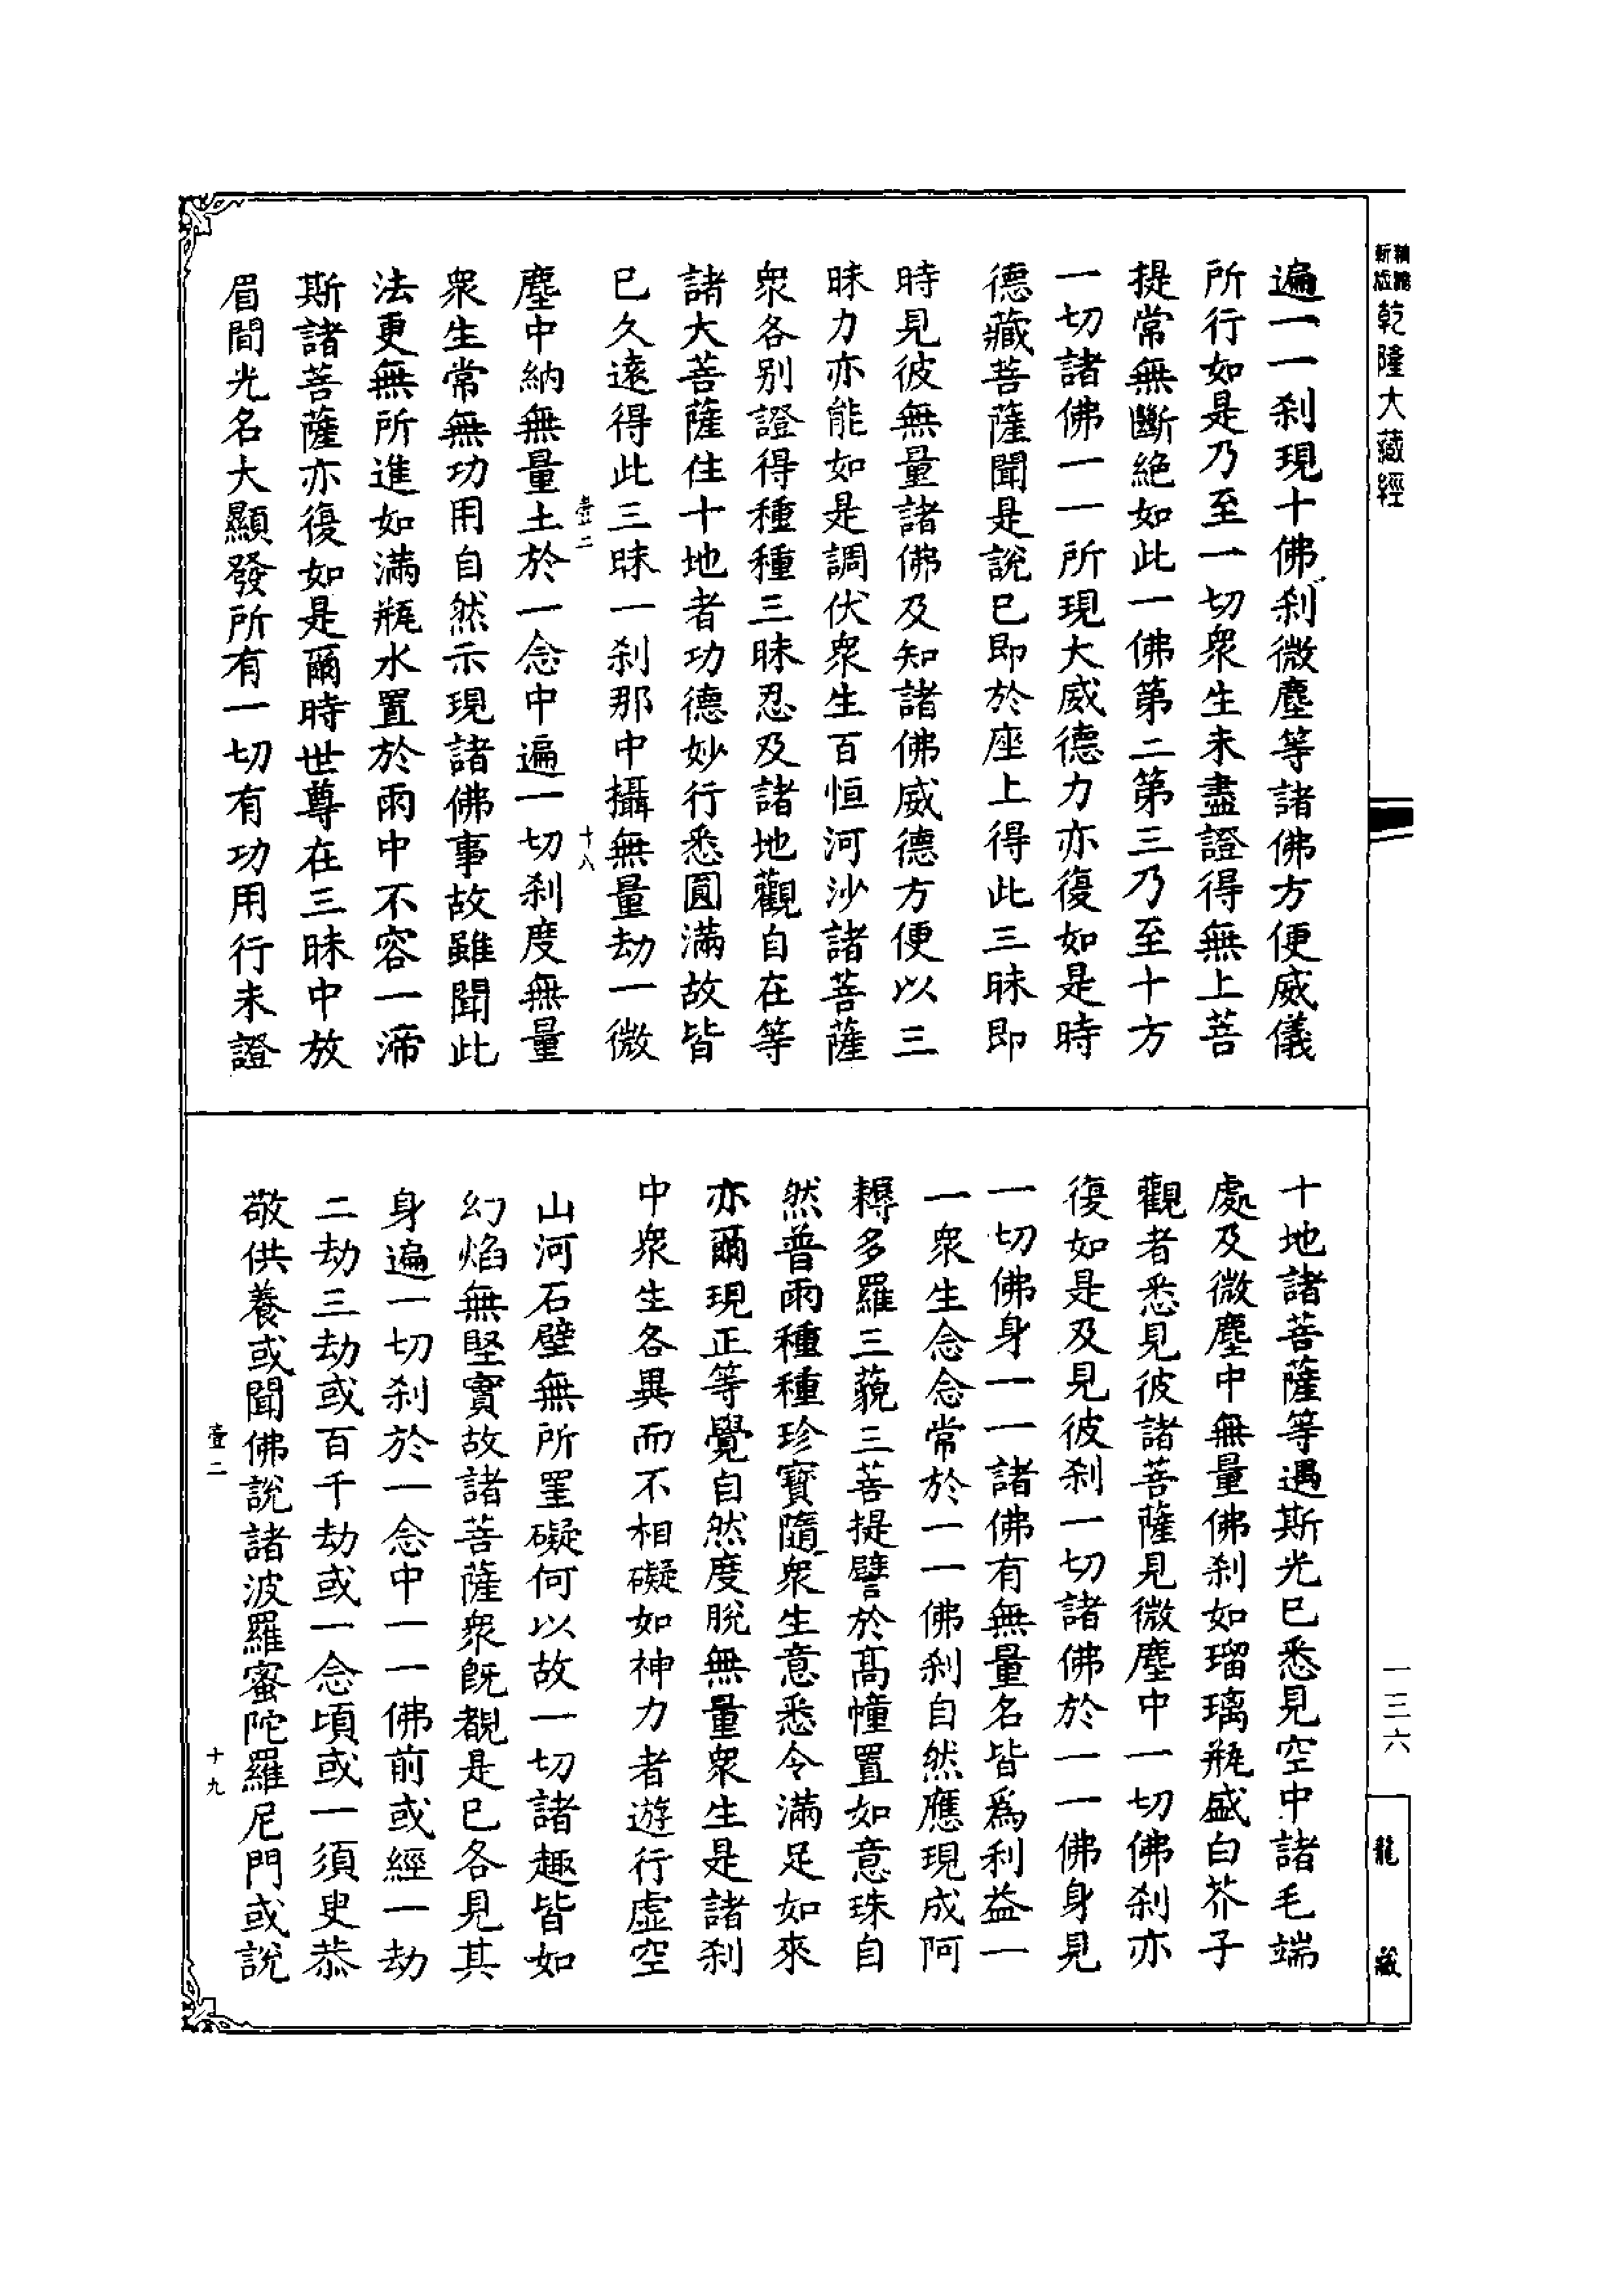 乾隆大藏經
遍一一刹現十佛刹微塵等諸佛方便威儀
所行如是乃至一切衆生未盡證得無上菩
提常無斷絶如此一佛第二第三乃至十方
一切諸佛一一所現大威德力亦復如是時
德藏菩薩聞是說已即於座上得此三昧即
時見彼無量諸佛及知諸佛威德方便以三
昧力亦能如是調伏衆生百恒河沙諸菩薩
衆各別證得種種三昧忍及諸地觀自在等
諸大菩薩住十地者功德妙行悉圓滿故皆
已久遠得此三昧一刹那中攝無量劫一微
壹二
十八
塵中納無量土於一念中遍一切刹度無量
衆生常無功用自然示現諸佛事故雖聞此
法更無所進如滿瓶水置於雨中不容一渧
斯諸菩薩亦復如是爾時世尊在三昧中放
眉間光名大顯發所有一切有功用行未證
十地諸菩薩等遇斯光已悉見空中諸毛端
處及微塵中無量佛刹如瑠璃瓶盛白芥子
觀者悉見彼諸菩薩見微塵中一切佛刹亦
復如是及見彼刹一切諸佛於一一佛身見
一切佛身一一諸佛有無量名皆爲利益一
一衆生念念常於一一佛刹自然應現成阿
耨多羅三藐三菩提譬於高幢置如意珠自
然普雨種種珍寶隨衆生意悉令滿足如來
亦爾現正等覺自然度脫無量衆生是諸刹
中衆生各異而不相礙如神力者遊行虛空
山河石壁無所罣礙何以故一切諸趣皆如
幻焰無堅實故諸菩薩衆既覩是已各見其
身遍一切刹於一念中一一佛前或經一劫
二劫三劫或百千劫或一念頃或一須臾恭
敬供養或聞佛說諸波羅蜜陀羅尼門或說
壹二
十九
一三六
龍藏